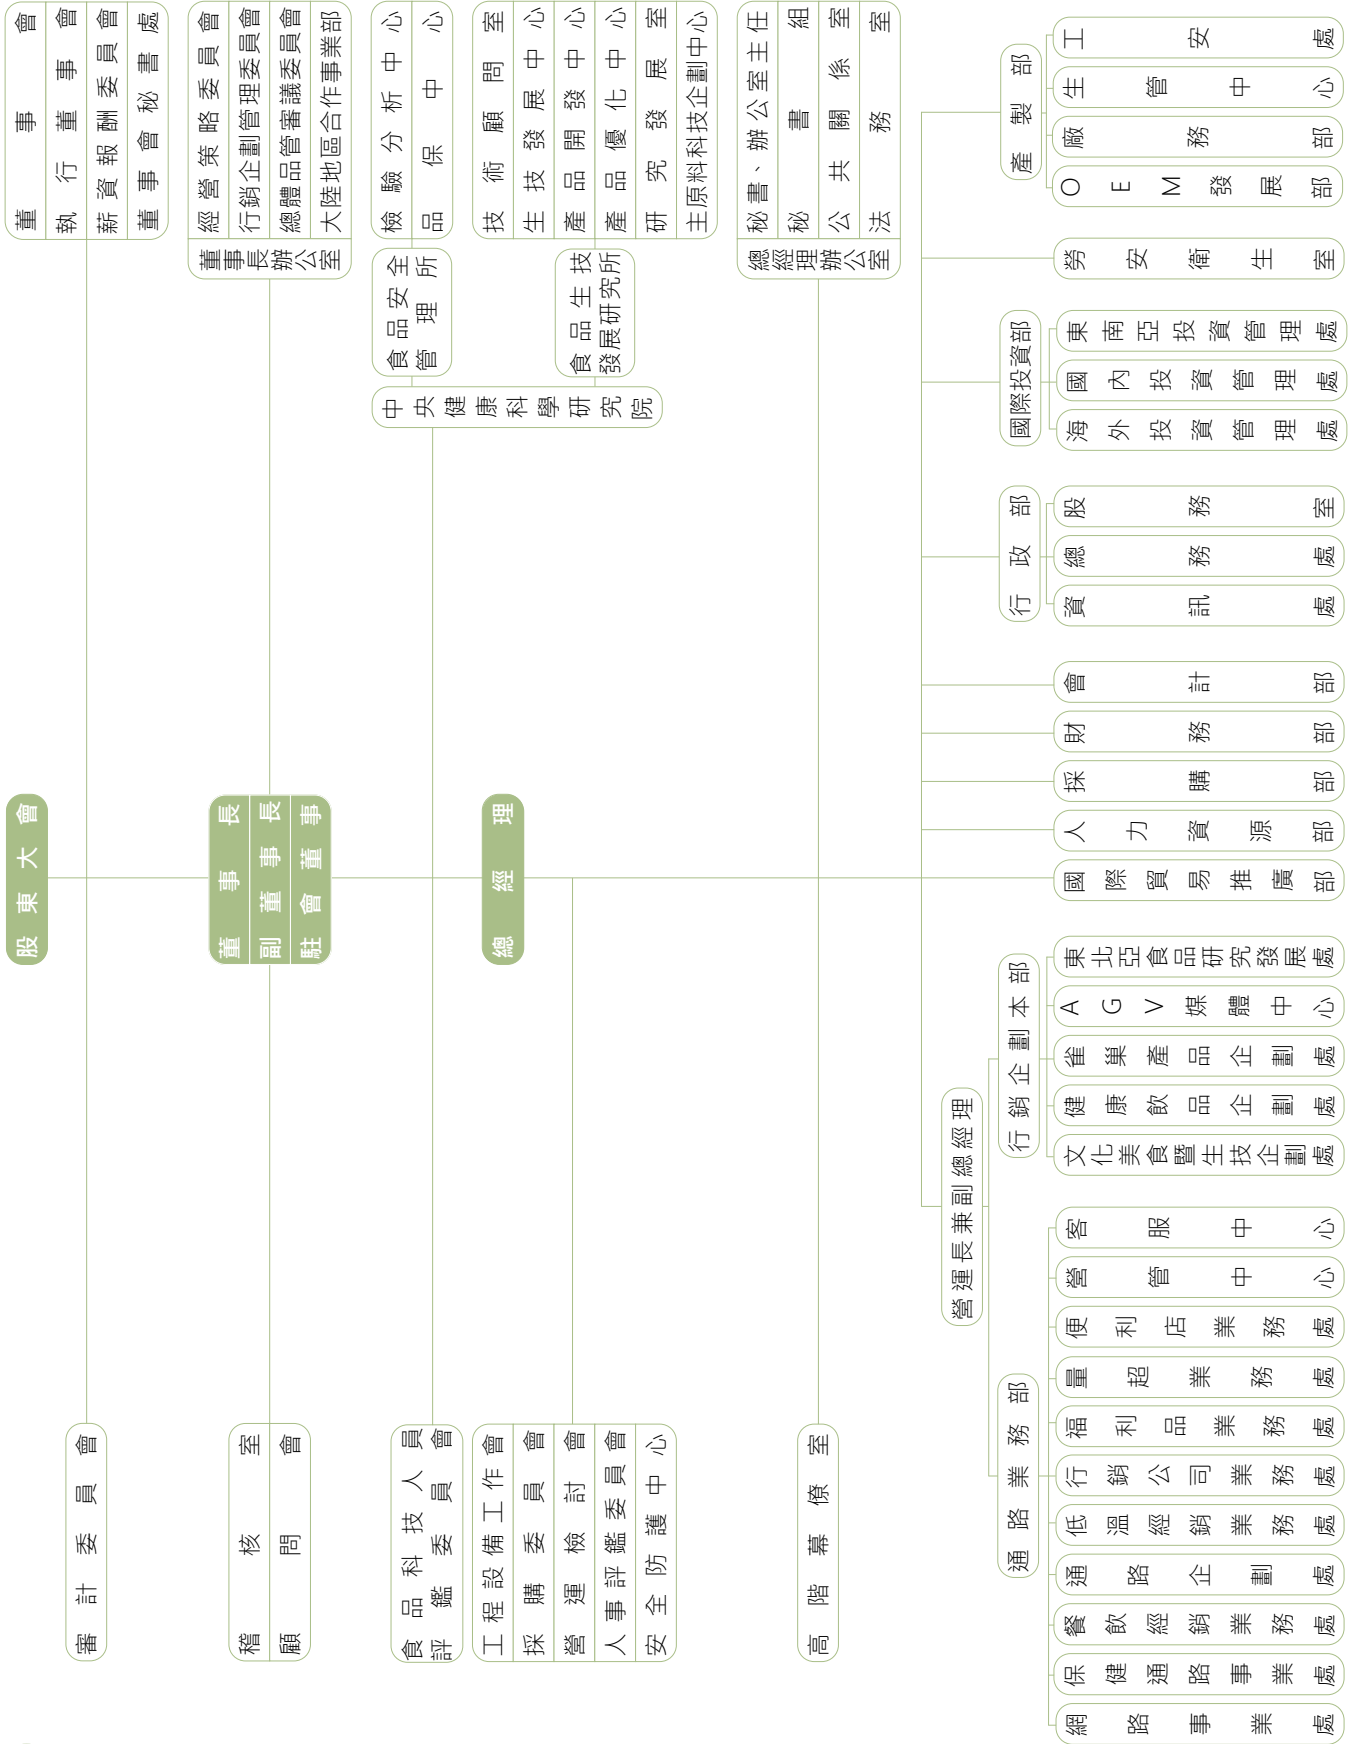 股東大會
審計委員會
董事會
執行董事會
薪資報酬委員會
董事會秘書處
董事長
副董事長
駐會董事
稽核室
顧問會
經營策略委員會
行銷企劃管理委員會
總體品管審議委員會
大陸地區合作事業部
董事長辦公室
食品科技人員
評鑑委員會
中央健康科學研究院
食品安全
管理所
檢驗分析中心
品保中心
食品生技
發展研究所
技術顧問室
生技發展中心
產品開發中心
產品優化中心
研究發展室
主原料科技企劃中心
總經理
工程設備工作會
採購委員會
營運檢討會
人事評鑑委員會
安全防護中心
高階幕僚室
秘書、辦公室主任
秘書組
公共關係室
法務室
總經理辦公室
營運長兼副總經理
通路業務部
網路事業處
保健通路事業處
餐飲經銷業務處
通路企劃處
低溫經銷業務處
行銷公司業務處
福利品業務處
量超業務處
便利店業務處
營管中心
客服中心
行銷企劃本部
文化美食暨生技企劃處
健康飲品企劃處
雀巢產品企劃處
AGV媒體中心
東北亞食品研究發展處
國際貿易推廣部
人力資源部
採購部
財務部
會計部
行政部
資訊處
總務處
股務室
國際投資部
海外投資管理處
國內投資管理處
東南亞投資管理處
勞安衛生室
產製部
OEM發展部
廠務部
生管中心
工安處